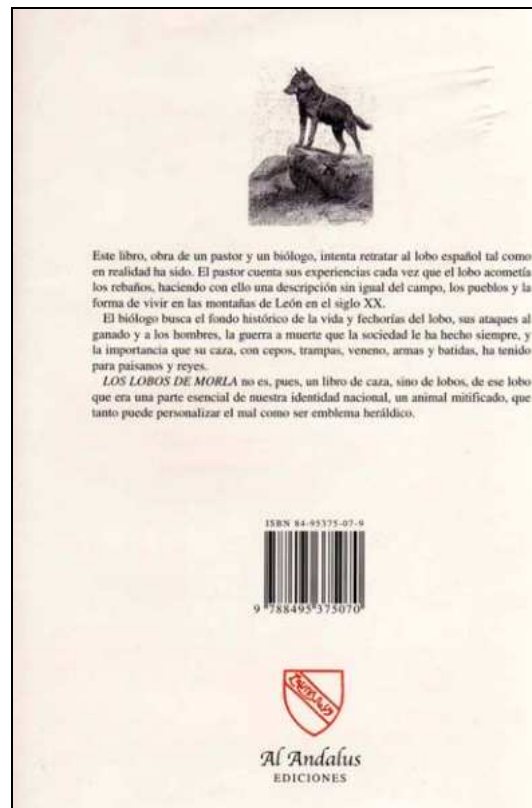 Este libro, obra de un pastor y un biólogo, intenta retratar al lobo español tal como
en realidad ha sido. El pastor cuenta sus experiencias cada vez que el lobo acometía
los rebaños, haciendo con ello una descripción sin igual del campo, los pueblos y la
forma de vivir en las montañas de León en el siglo XX.
El biólogo busca el fondo histórico de la vida y fechorías del lobo, sus ataques al
ganado y a los hombres, la guerra a muerte que la sociedad le ha hecho siempre, y
la importancia que su caza, con cepos, trampas, veneno, armas y batidas, ha tenido
para paisanos y reyes.
LOS LOBOS DE MORLA no es, pues, un libro de caza, sino de lobos, de ese lobo
que era una parte esencial de nuestra identidad nacional, un animal mitificado, que
tanto puede personalizar el mal como ser emblema heráldico.
ISBN 84-95375-07-9
9 788495 375070
Al Andalus
EDICIONES